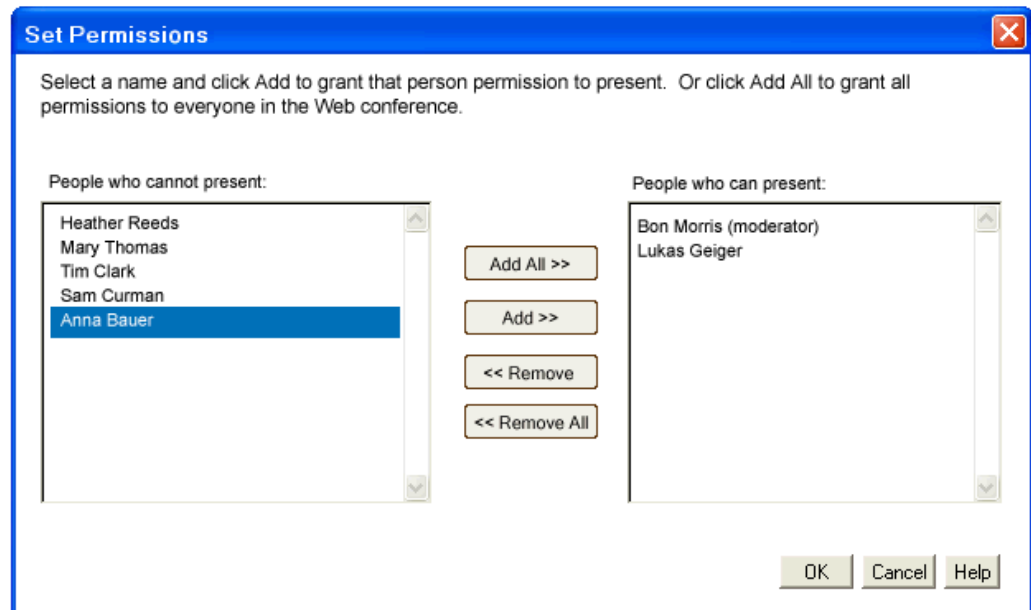 Set Permissions
Select a name and click Add to grant that person permission to present.  Or click Add All to grant all
permissions to everyone in the Web conference.
People who cannot present:
Heather Reeds
Mary Thomas
Tim Clark
Sam Curman
Anna Bauer
Add All >>
Add >>
<< Remove
<< Remove All
People who can present:
Bon Morris (moderator)
Lukas Geiger
OK
Cancel
Help